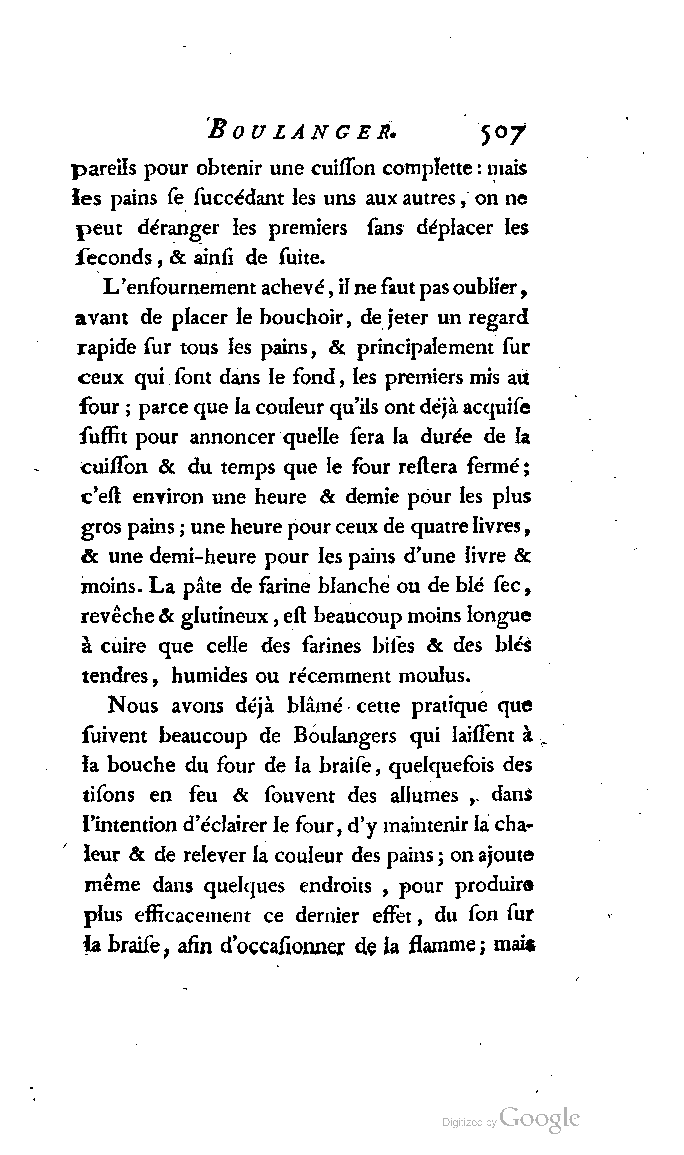 BOULANGER. 507
pareils pour obtenir une cuiſſon complette : mais
les pains ſe ſuccédant les uns aux autres, on ne
peut déranger les premiers ſans déplacer les
ſeconds, & ainſi de ſuite.
L'enfournement achevé, il ne faut pas oublier,
avant de placer le bouchoir, de jeter un regard
rapide ſur tous les pains, & principalement ſur
ceux qui ſont dans le fond, les premiers mis au
four ; parce que la couleur qu'ils ont déjà acquiſe
ſuffit pour annoncer quelle ſera la durée de la
cuiſſon & du temps que le four reſtera fermé ;
c'eſt environ une heure & demie pour les plus
gros pains ; une heure pour ceux de quatre livres,
& une demi-heure pour les pains d'une livre &
moins. La pâte de farine blanche ou de blé ſec,
revêche & glutineux, eſt beaucoup moins longue
à cuire que celle des farines biſes & des blés
tendres, humides ou récemment moulus.
Nous avons déjà blâmé cette pratique que
ſuivent beaucoup de Boulangers qui laiſſent à
la bouche du four de la braiſe, quelquefois des
tiſons en feu & ſouvent des allumes, dans
l'intention d'éclairer le four, d'y maintenir la cha-
leur & de relever la couleur des pains ; on ajoute
même dans quelques endroits, pour produire
plus efficacement ce dernier effet, du ſon ſur
la braiſe, afin d'occaſionner de la flamme ; mais
Digitized by Google